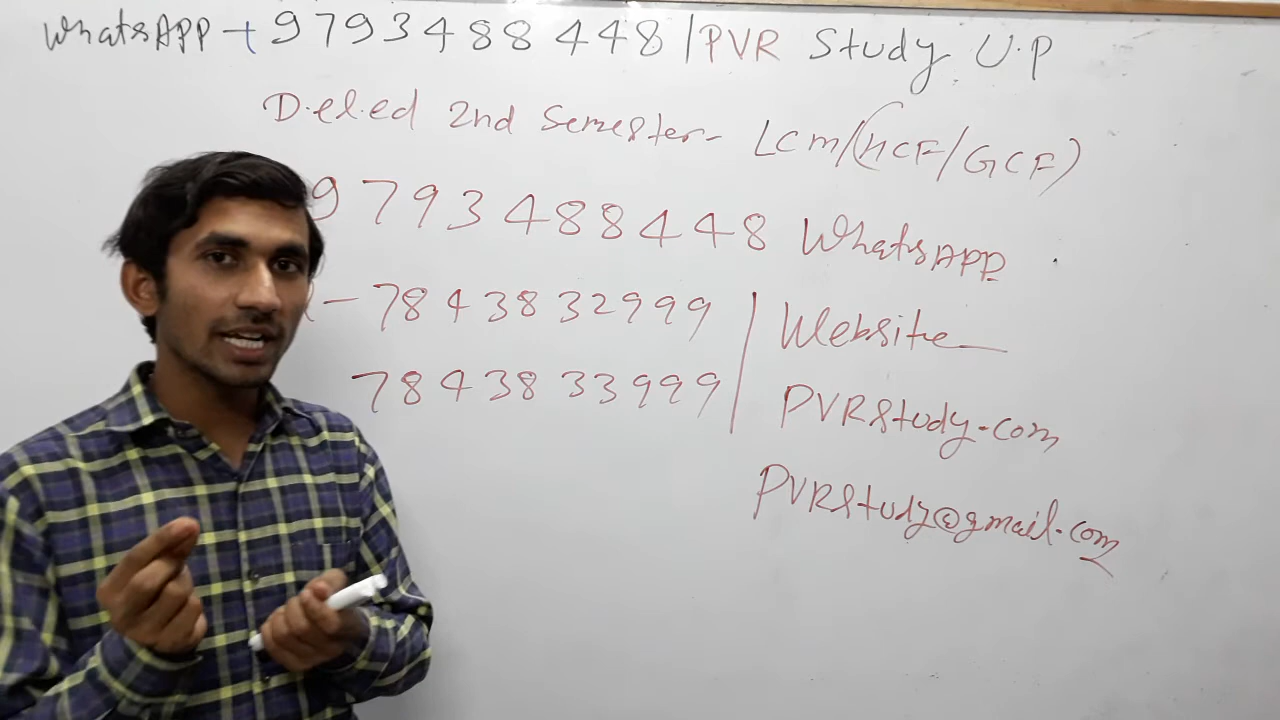 WhatsAPP + 9793488448 | PVR Study U.P
D.el.ed 2nd Semester - Lcm/(HCF/GCF)
9793488448 WhatsAPP
- 7843832999 | Website
7843833999 | PVRStudy.com
PVRStudy@gmail.com